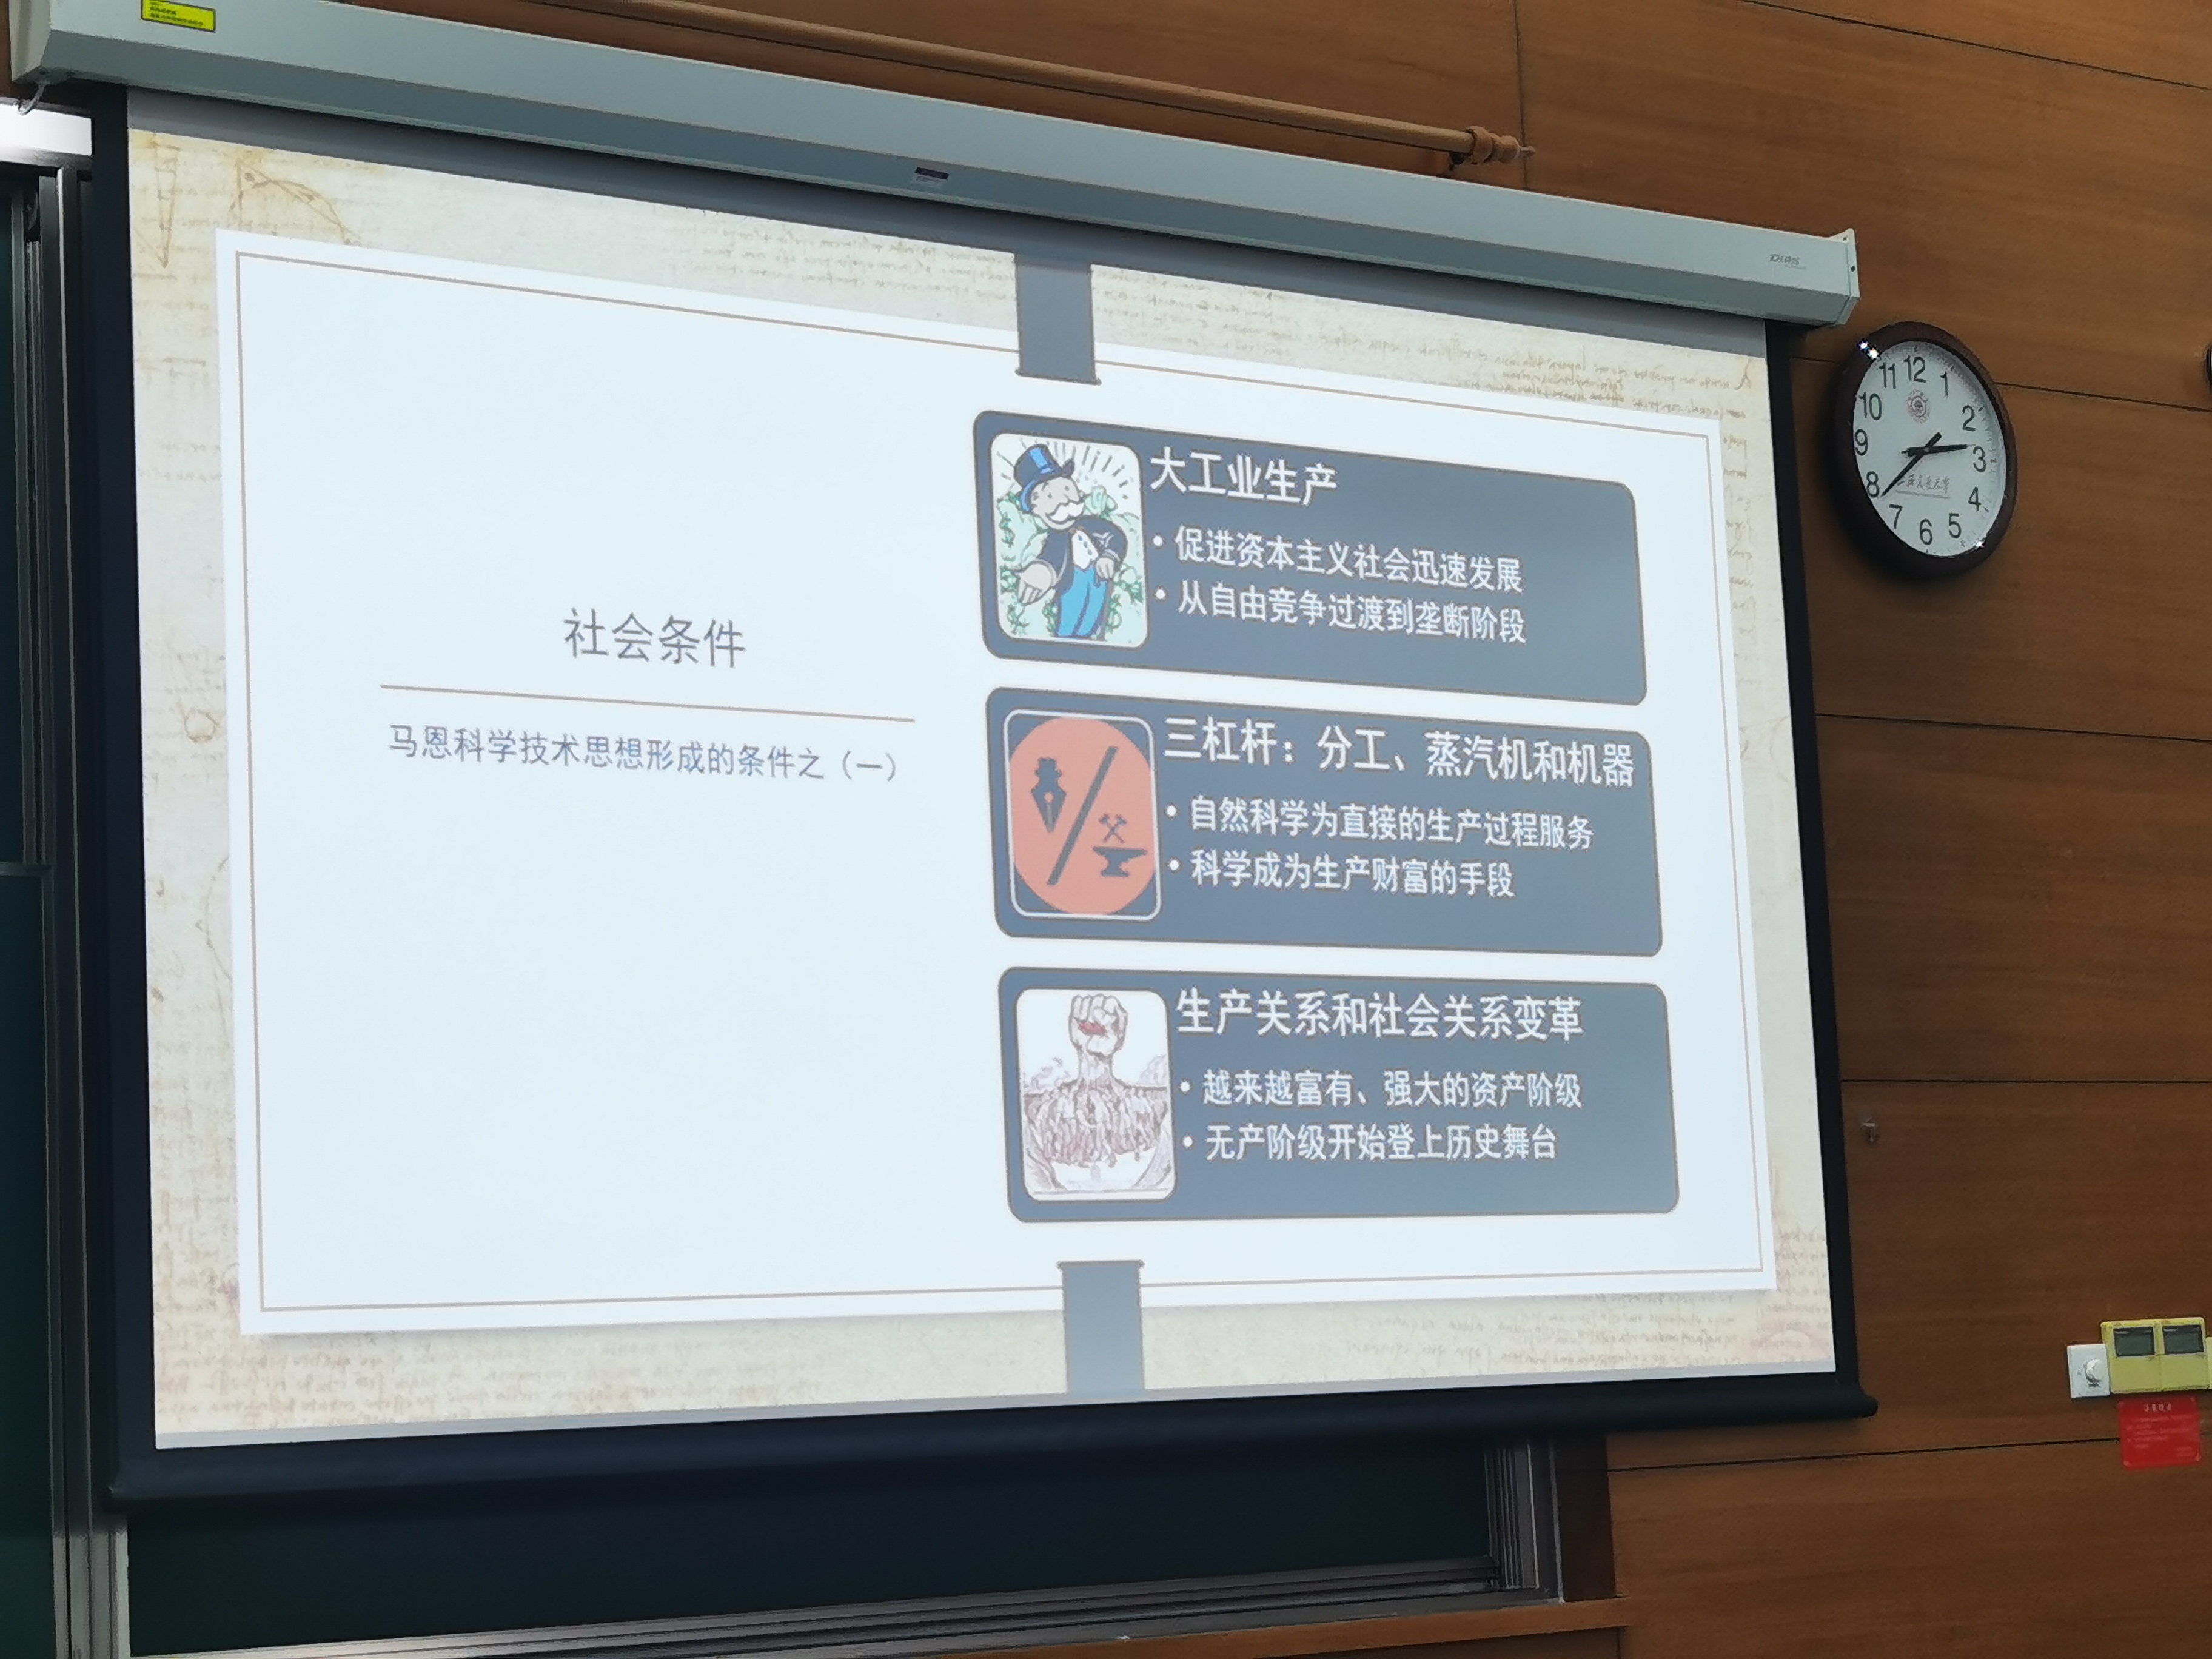 社会条件
马恩科学技术思想形成的条件之（一）
大工业生产
• 促进资本主义社会迅速发展
• 从自由竞争过渡到垄断阶段
三杠杆：分工、蒸汽机和机器
• 自然科学为直接的生产过程服务
• 科学成为生产财富的手段
生产关系和社会关系变革
• 越来越富有、强大的资产阶级
• 无产阶级开始登上历史舞台
12
1
2
3
4
5
6
7
8
9
10
11